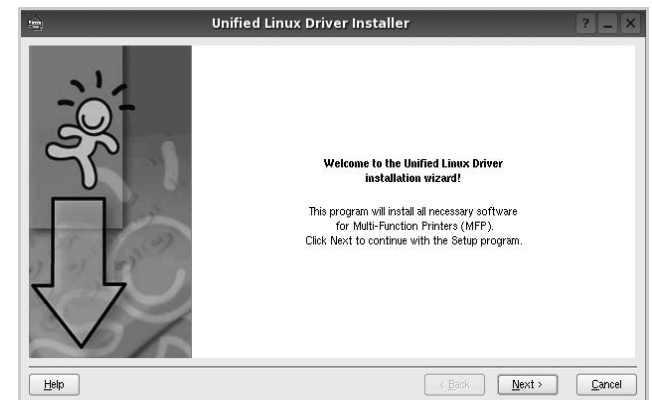 Unified Linux Driver Installer
? _ X
Welcome to the Unified Linux Driver
installation wizard!
This program will install all necessary software
for Multi-Function Printers (MFP).
Click Next to continue with the Setup program.
Help
< Back
Next >
Cancel